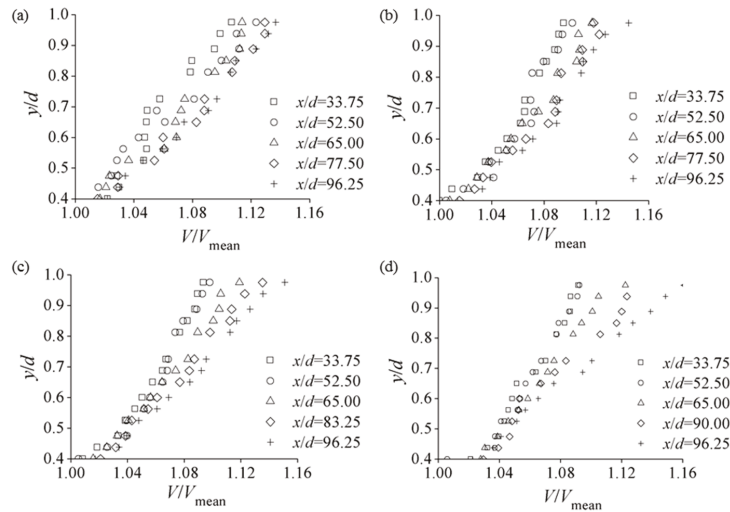 (a)
1.0
0.9
0.8
0.7
0.6
0.5
0.4
y/d
x/d=33.75
x/d=52.50
x/d=65.00
x/d=77.50
x/d=96.25
1.00 1.04 1.08 1.12 1.16
V/Vmean
(b)
1.0
0.9
0.8
0.7
0.6
0.5
0.4
y/d
x/d=33.75
x/d=52.50
x/d=65.00
x/d=77.50
x/d=96.25
1.00 1.04 1.08 1.12 1.16
V/Vmean
(c)
1.0
0.9
0.8
0.7
0.6
0.5
0.4
y/d
x/d=33.75
x/d=52.50
x/d=65.00
x/d=83.25
x/d=96.25
1.00 1.04 1.08 1.12 1.16
V/Vmean
(d)
1.0
0.9
0.8
0.7
0.6
0.5
0.4
y/d
x/d=33.75
x/d=52.50
x/d=65.00
x/d=90.00
x/d=96.25
1.00 1.04 1.08 1.12 1.16
V/Vmean